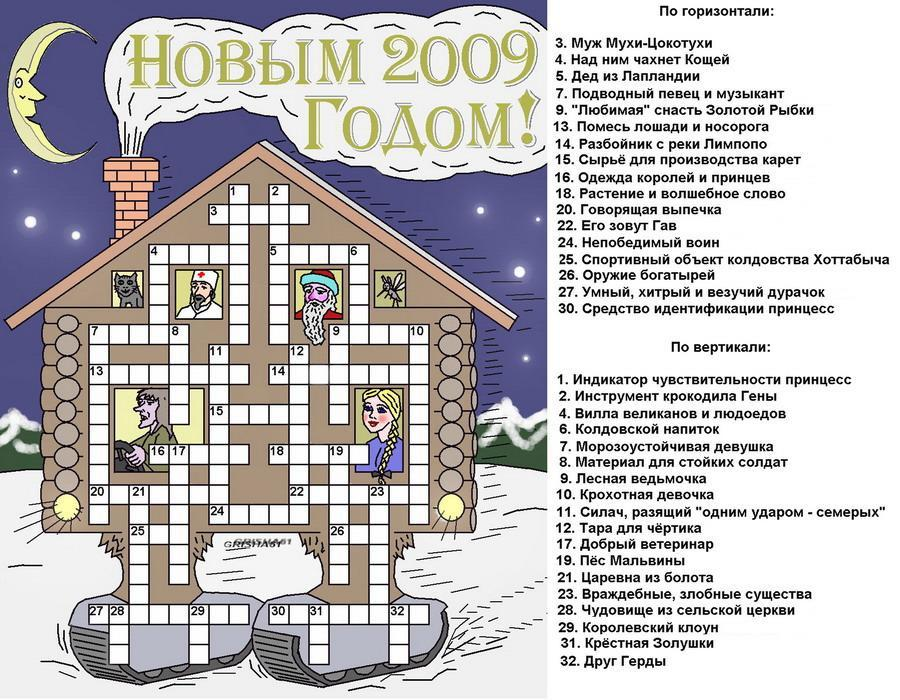 Новым 2009
Годом!
По горизонтали:
3. Муж Мухи-Цокотухи
4. Над ним чахнет Кощей
5. Дед из Лапландии
7. Подводный певец и музыкант
9. "Любимая" снасть Золотой Рыбки
13. Помесь лошади и носорога
14. Разбойник с реки Лимпопо
15. Сырьё для производства карет
16. Одежда королей и принцев
18. Растение и волшебное слово
20. Говорящая выпечка
22. Его зовут Гав
24. Непобедимый воин
25. Спортивный объект колдовства Хоттабыча
26. Оружие богатырей
27. Умный, хитрый и везучий дурачок
30. Средство идентификации принцесс
По вертикали:
1. Индикатор чувствительности принцесс
2. Инструмент крокодила Гены
4. Вилла великанов и людоедов
6. Колдовской напиток
7. Морозоустойчивая девушка
8. Материал для стойких солдат
9. Лесная ведьмочка
10. Крохотная девочка
11. Силач, разящий "одним ударом - семерых"
12. Тара для чёртика
17. Добрый ветеринар
19. Пёс Мальвины
21. Царевна из болота
23. Враждебные, злобные существа
28. Чудовище из сельской церкви
29. Королевский клоун
31. Крёстная Золушки
32. Друг Герды
1 2
3
4 5 6
7 8 9 10
11 12
13 14
15
16 17 18 19
20 21 22 23
24
25 26
GRISHA61
27 28 29 30 31 32